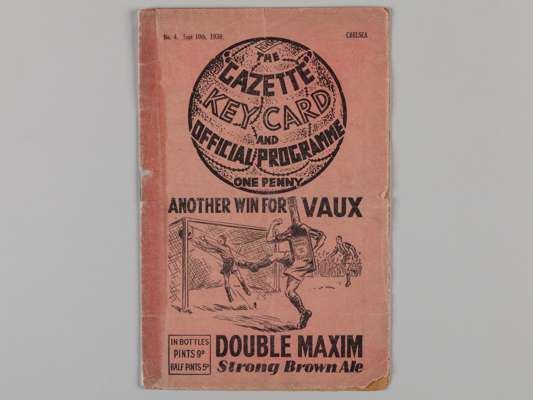 No. 4. Sept 10th, 1938. CHELSEA
THE
GAZETTE
KEY CARD
AND
OFFICIAL PROGRAMME
ONE PENNY
ANOTHER WIN FOR VAUX
IN BOTTLES
PINTS 9D
HALF PINTS 5D
DOUBLE MAXIM
Strong Brown Ale